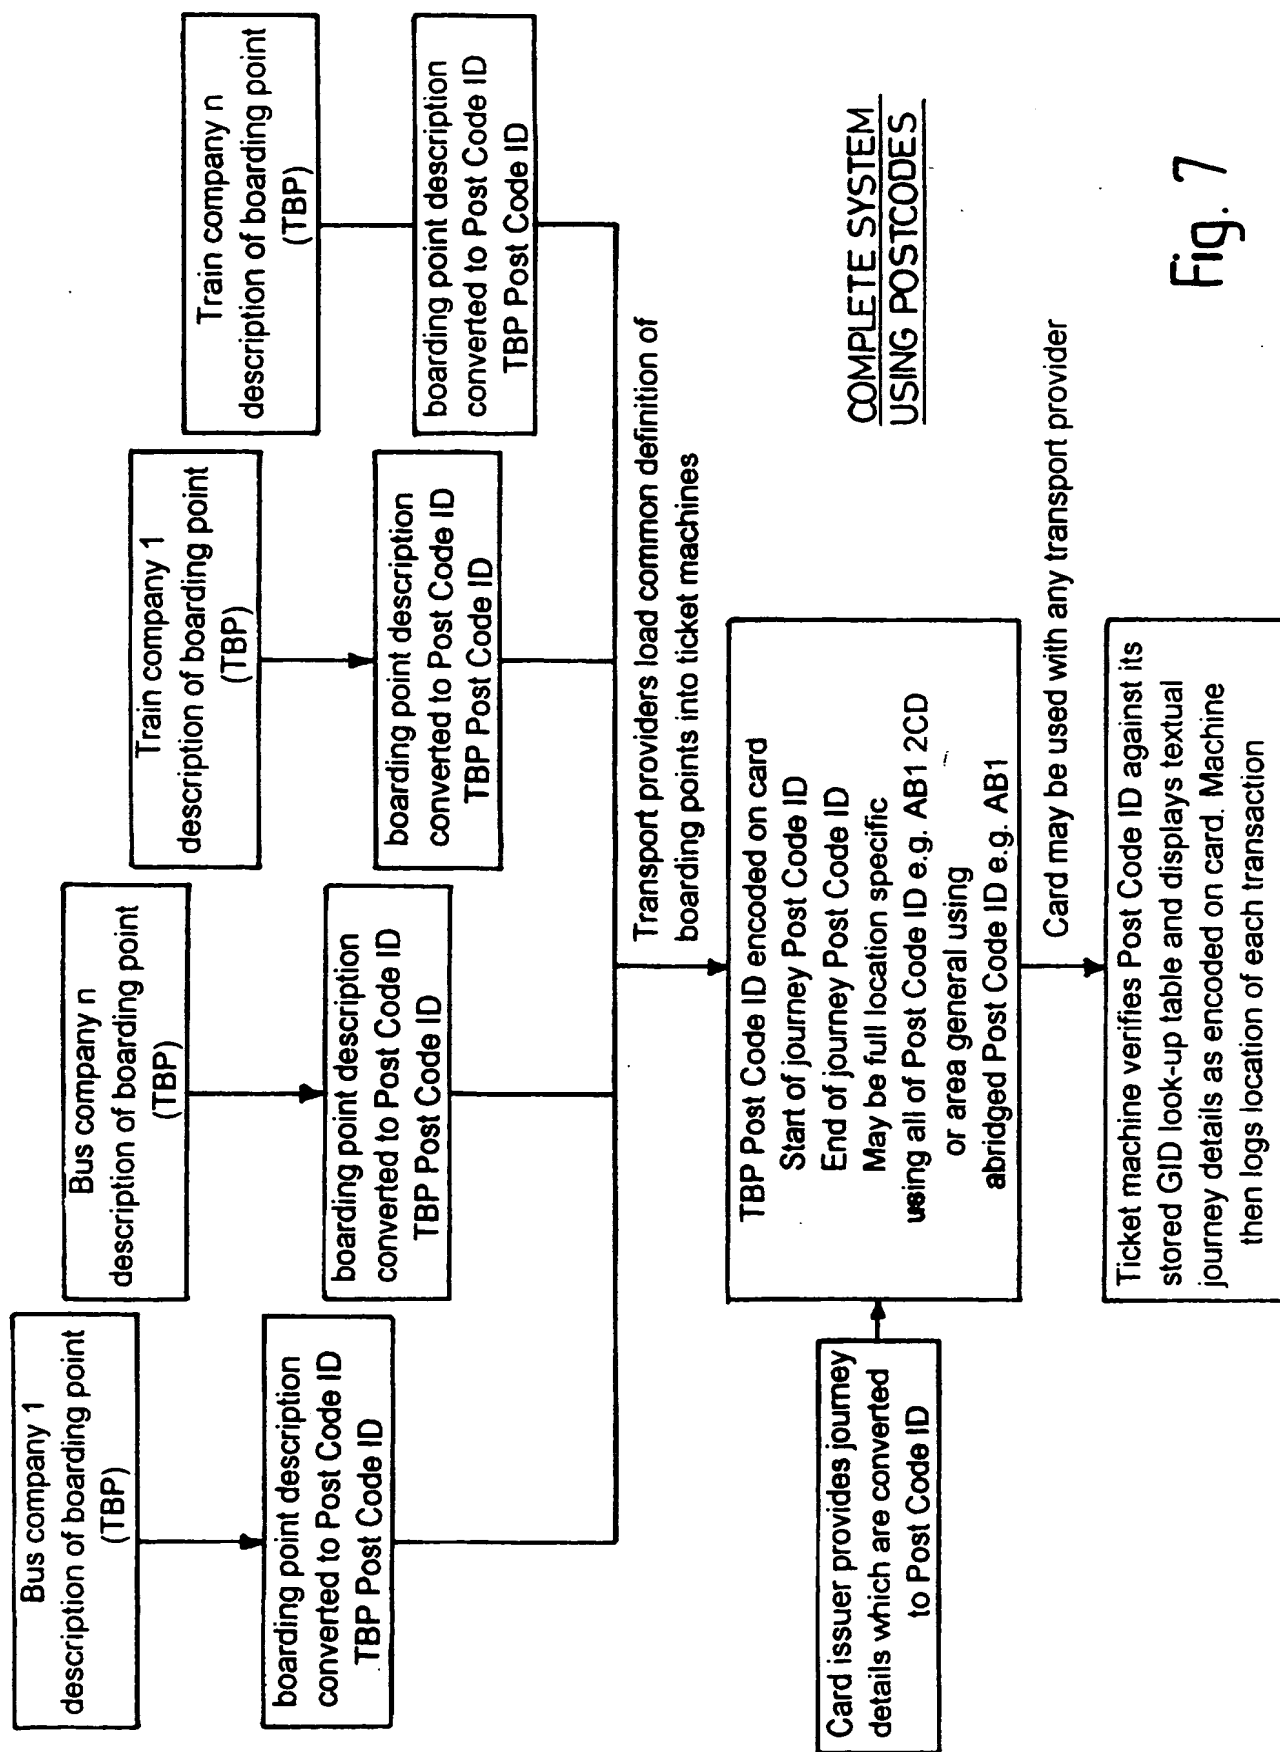 Bus company 1
description of boarding point
(TBP)
Bus company n
description of boarding point
(TBP)
Train company 1
description of boarding point
(TBP)
Train company n
description of boarding point
(TBP)
boarding point description
converted to Post Code ID
TBP Post Code ID
boarding point description
converted to Post Code ID
TBP Post Code ID
boarding point description
converted to Post Code ID
TBP Post Code ID
boarding point description
converted to Post Code ID
TBP Post Code ID
Transport providers load common definition of
boarding points into ticket machines
Card issuer provides journey
details which are converted
to Post Code ID
TBP Post Code ID encoded on card
Start of journey Post Code ID
End of journey Post Code ID
May be full location specific
using all of Post Code ID e.g. AB1 2CD
or area general using
abridged Post Code ID e.g. AB1
COMPLETE SYSTEM
USING POSTCODES
Card may be used with any transport provider
Ticket machine verifies Post Code ID against its
stored GID look-up table and displays textual
journey details as encoded on card. Machine
then logs location of each transaction
Fig. 7